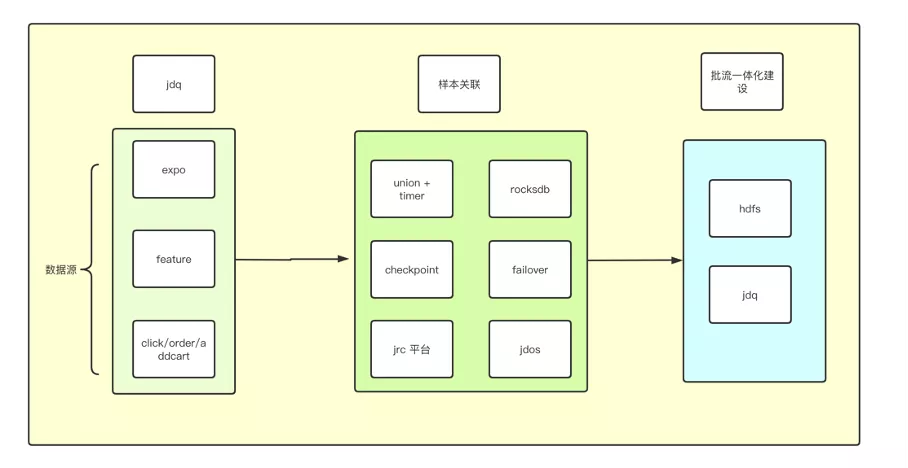 jdq
样本关联
批流一体化建
设
数据源
expo
feature
click/order/a
ddcart
union +
timer
rocksdb
checkpoint
failover
jrc 平台
jdos
hdfs
jdq